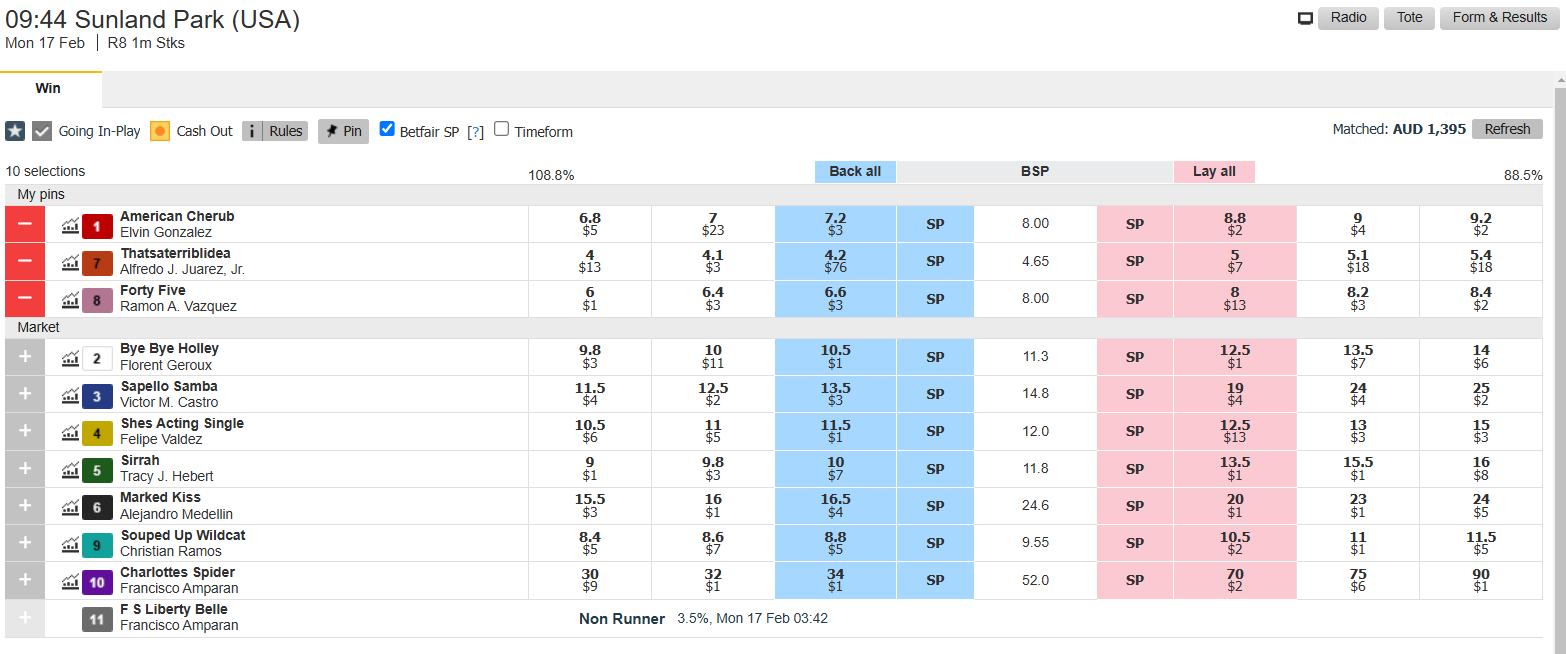 09:44 Sunland Park (USA)
Radio Tote Form & Results
Mon 17 Feb | R8 1m Stks
Win
Going In-Play Cash Out i Rules Pin Betfair SP [?] Timeform Matched: AUD 1,395 Refresh
10 selections 108.8% Back all BSP Lay all 88.5%
My pins
1 American Cherub 6.8 7 7.2 SP 8.00 SP 8.8 9 9.2
Elvin Gonzalez $5 $23 $3 $2 $4 $2
7 Thatsaterriblidea 4 4.1 4.2 SP 4.65 SP 5 5.1 5.4
Alfredo J. Juarez, Jr. $13 $3 $76 $7 $18 $18
8 Forty Five 6 6.4 6.6 SP 8.00 SP 8 8.2 8.4
Ramon A. Vazquez $1 $3 $3 $13 $3 $2
Market
2 Bye Bye Holley 9.8 10 10.5 SP 11.3 SP 12.5 13.5 14
Florent Geroux $3 $11 $1 $1 $7 $6
3 Sapello Samba 11.5 12.5 13.5 SP 14.8 SP 19 24 25
Victor M. Castro $4 $2 $3 $4 $4 $2
4 Shes Acting Single 10.5 11 11.5 SP 12.0 SP 12.5 13 15
Felipe Valdez $6 $5 $1 $13 $3 $3
5 Sirrah 9 9.8 10 SP 11.8 SP 13.5 15.5 16
Tracy J. Hebert $1 $3 $7 $1 $1 $8
6 Marked Kiss 15.5 16 16.5 SP 24.6 SP 20 23 24
Alejandro Medellin $3 $1 $4 $1 $1 $5
9 Souped Up Wildcat 8.4 8.6 8.8 SP 9.55 SP 10.5 11 11.5
Christian Ramos $5 $7 $5 $2 $1 $5
10 Charlottes Spider 30 32 34 SP 52.0 SP 70 75 90
Francisco Amparan $9 $1 $1 $2 $6 $1
11 F S Liberty Belle Non Runner 3.5%, Mon 17 Feb 03:42
Francisco Amparan